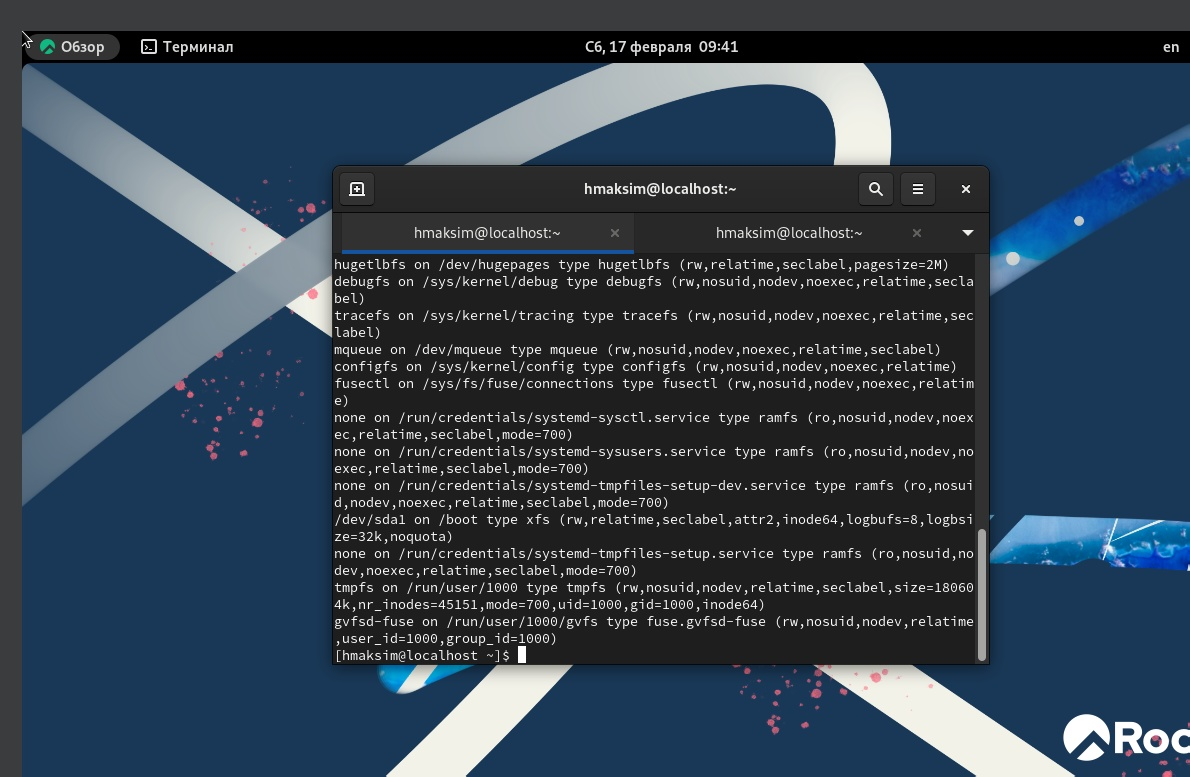 Обзор
Терминал
Сб, 17 февраля 09:41
en
hmaksim@localhost:~
hmaksim@localhost:~
hmaksim@localhost:~
hugetlbfs on /dev/hugepages type hugetlbfs (rw,relatime,seclabel,pagesize=2M)
debugfs on /sys/kernel/debug type debugfs (rw,nosuid,nodev,noexec,relatime,secla
bel)
tracefs on /sys/kernel/tracing type tracefs (rw,nosuid,nodev,noexec,relatime,sec
label)
mqueue on /dev/mqueue type mqueue (rw,nosuid,nodev,noexec,relatime,seclabel)
configfs on /sys/kernel/config type configfs (rw,nosuid,nodev,noexec,relatime)
fusectl on /sys/fs/fuse/connections type fusectl (rw,nosuid,nodev,noexec,relatim
e)
none on /run/credentials/systemd-sysctl.service type ramfs (ro,nosuid,nodev,noex
ec,relatime,seclabel,mode=700)
none on /run/credentials/systemd-sysusers.service type ramfs (ro,nosuid,nodev,no
exec,relatime,seclabel,mode=700)
none on /run/credentials/systemd-tmpfiles-setup-dev.service type ramfs (ro,nosui
d,nodev,noexec,relatime,seclabel,mode=700)
/dev/sda1 on /boot type xfs (rw,relatime,seclabel,attr2,inode64,logbufs=8,logbsi
ze=32k,noquota)
none on /run/credentials/systemd-tmpfiles-setup.service type ramfs (ro,nosuid,no
dev,noexec,relatime,seclabel,mode=700)
tmpfs on /run/user/1000 type tmpfs (rw,nosuid,nodev,relatime,seclabel,size=18060
4k,nr_inodes=45151,mode=700,uid=1000,gid=1000,inode64)
gvfsd-fuse on /run/user/1000/gvfs type fuse.gvfsd-fuse (rw,nosuid,nodev,relatime
,user_id=1000,group_id=1000)
[hmaksim@localhost ~]$
Roc